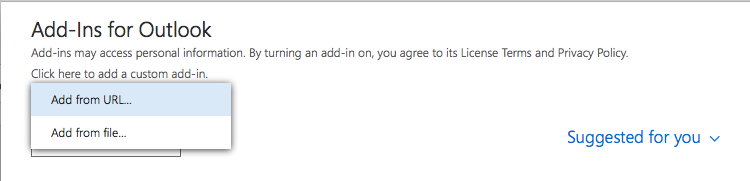 Add-Ins for Outlook
Add-ins may access personal information. By turning an add-in on, you agree to its License Terms and Privacy Policy.
Click here to add a custom add-in.
Add from URL...
Add from file...
Suggested for you